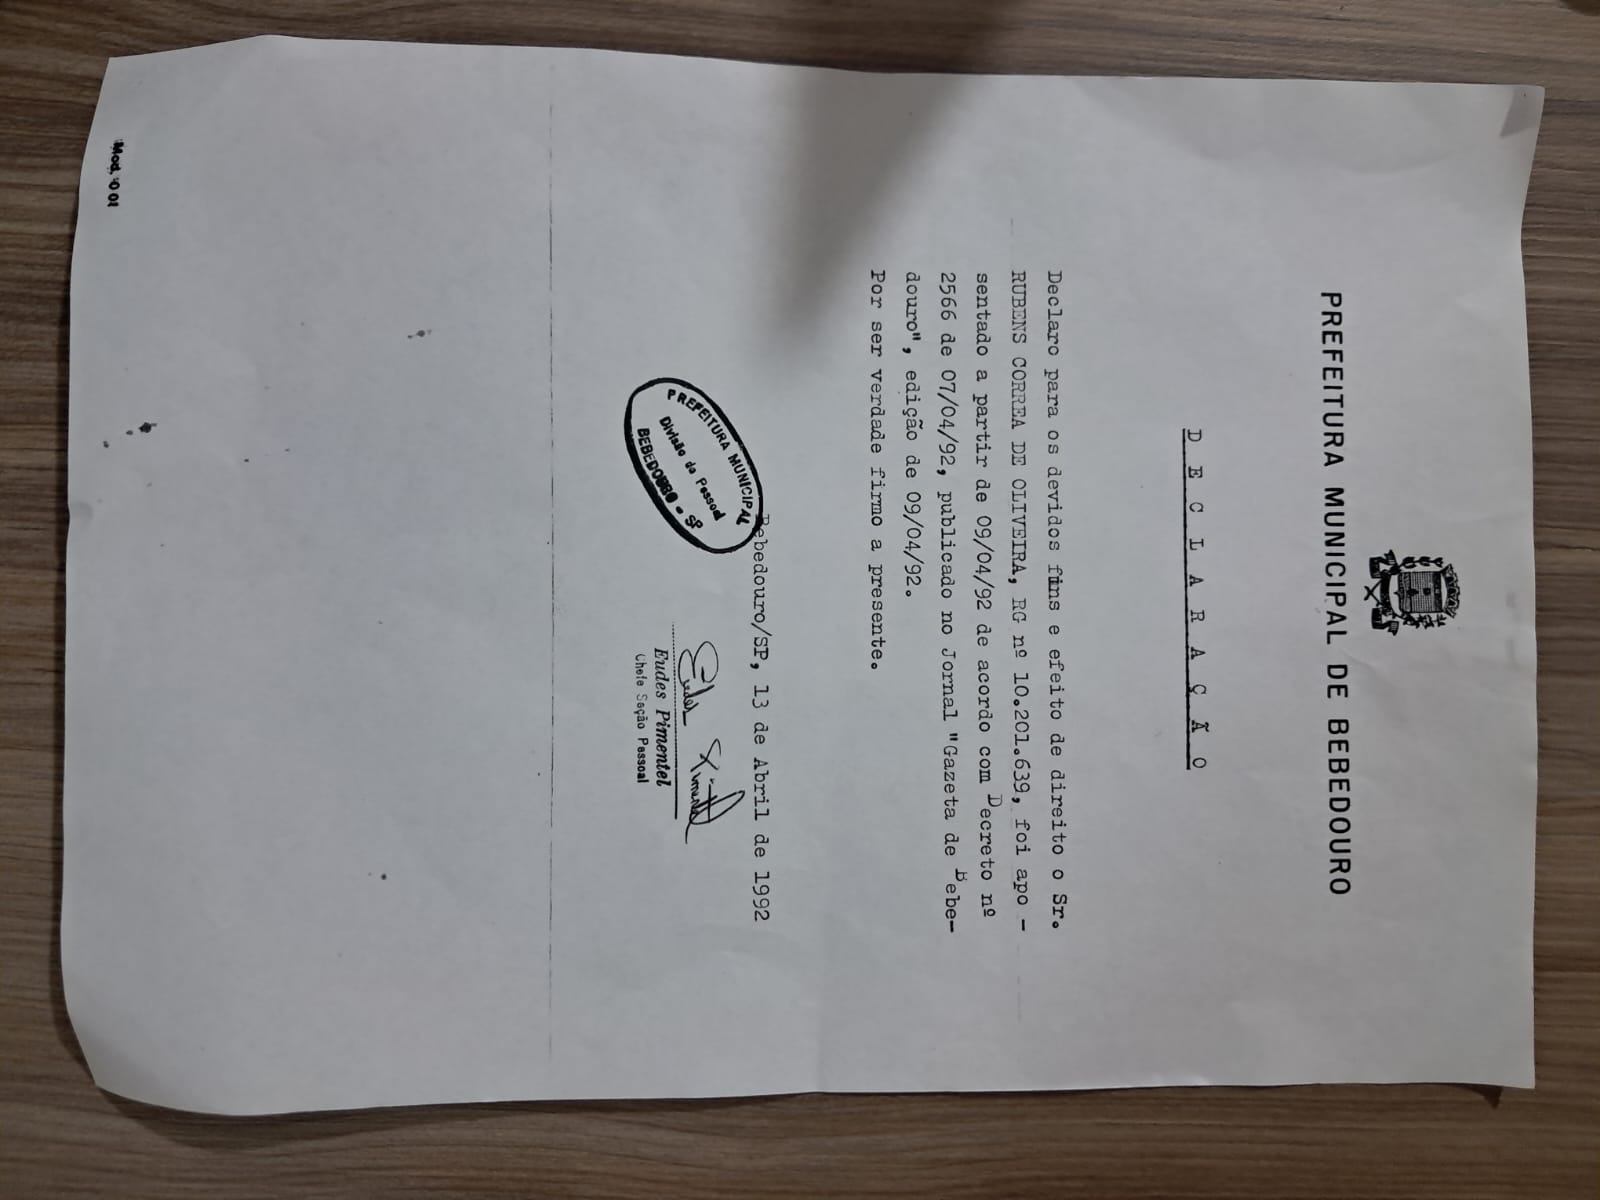 PREFEITURA MUNICIPAL DE BEBEDOURO
D E C L A R A Ç Ã O
Declaro para os devidos fins e efeito de direito o Sr.
RUBENS CORREA DE OLIVEIRA, RG nº 10.201.639, foi apo -
sentado a partir de 09/04/92 de acordo com Decreto nº
2566 de 07/04/92, publicado no Jornal "Gazeta de Bebe-
douro", edição de 09/04/92.
Por ser verdade firmo a presente.
Bebedouro/SP, 13 de Abril de 1992
PREFEITURA MUNICIPAL
Divisão da Pessoal
BEBEDOURO - SP
Eudes Pimentel
Eudes Pimentel
Chefe Seção Pessoal
Mod.